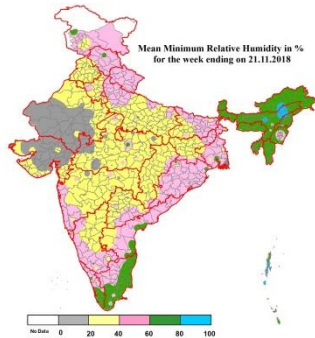 Mean Minimum Relative Humidity in %
for the week ending on 21.11.2018
No Data 0 20 40 60 80 100